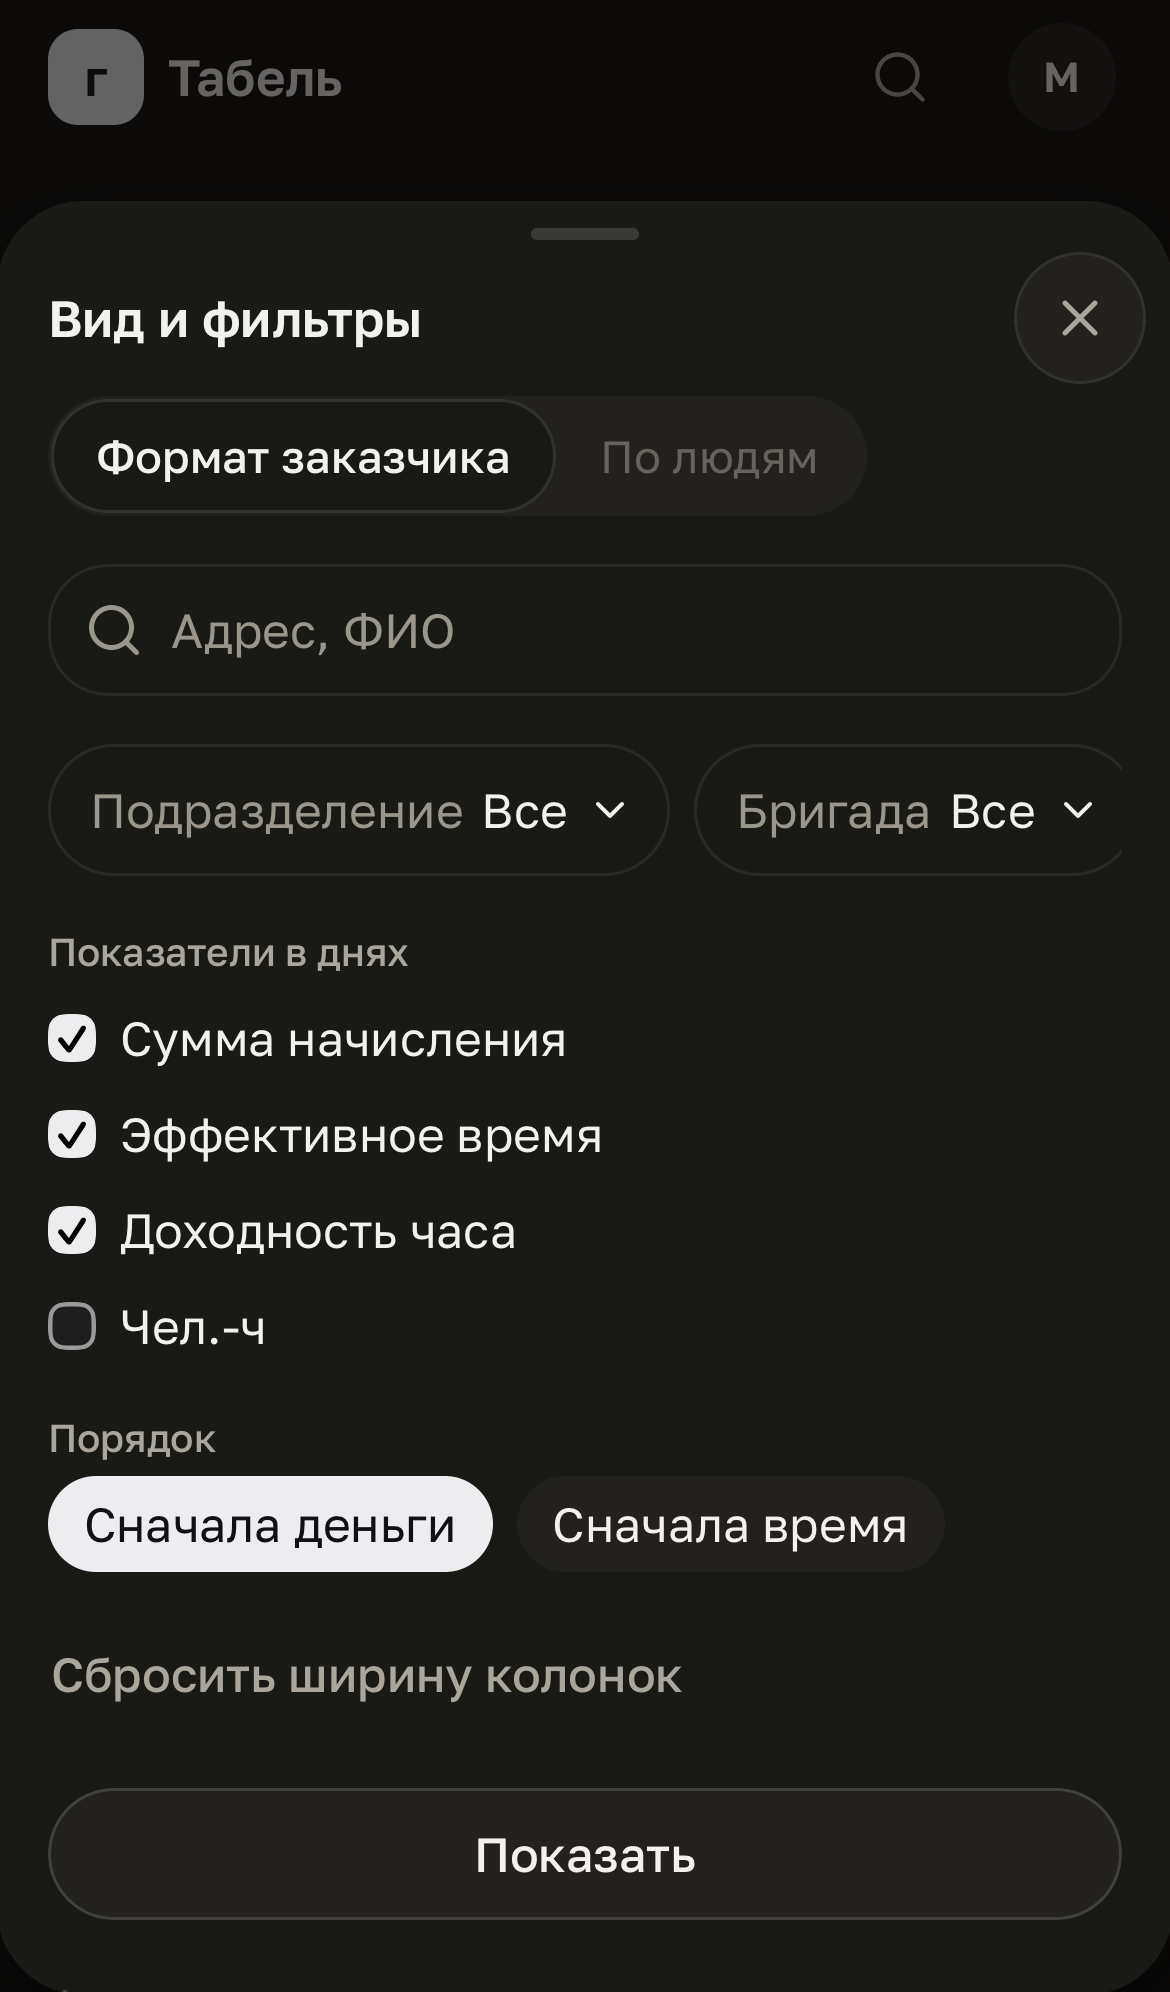 г Табель М
Вид и фильтры
Формат заказчика По людям
Адрес, ФИО
Подразделение Все Бригада Все
Показатели в днях
Сумма начисления
Эффективное время
Доходность часа
Чел.-ч
Порядок
Сначала деньги Сначала время
Сбросить ширину колонок
Показать